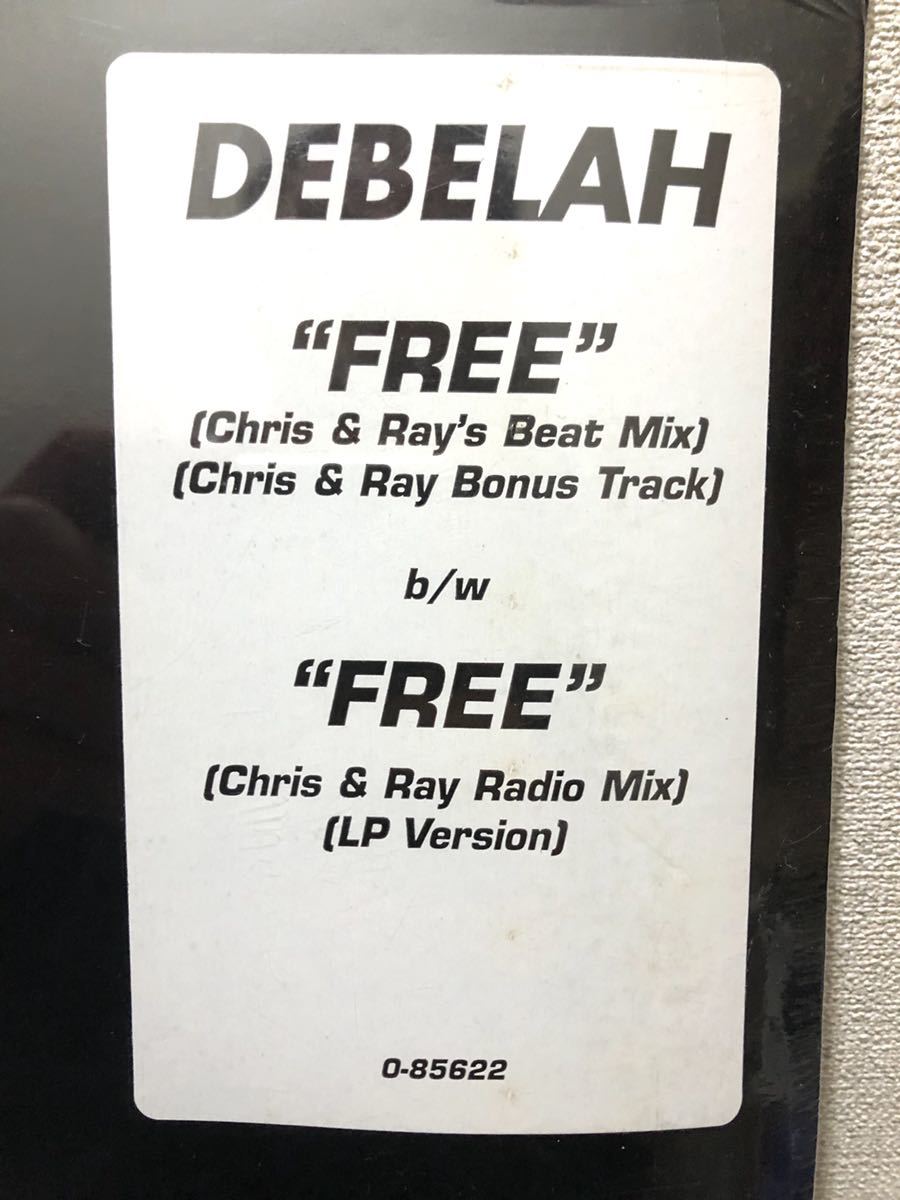 DEBELAH
“FREE”
(Chris & Ray's Beat Mix)
(Chris & Ray Bonus Track)
b/w
“FREE”
(Chris & Ray Radio Mix)
(LP Version)
0-85622